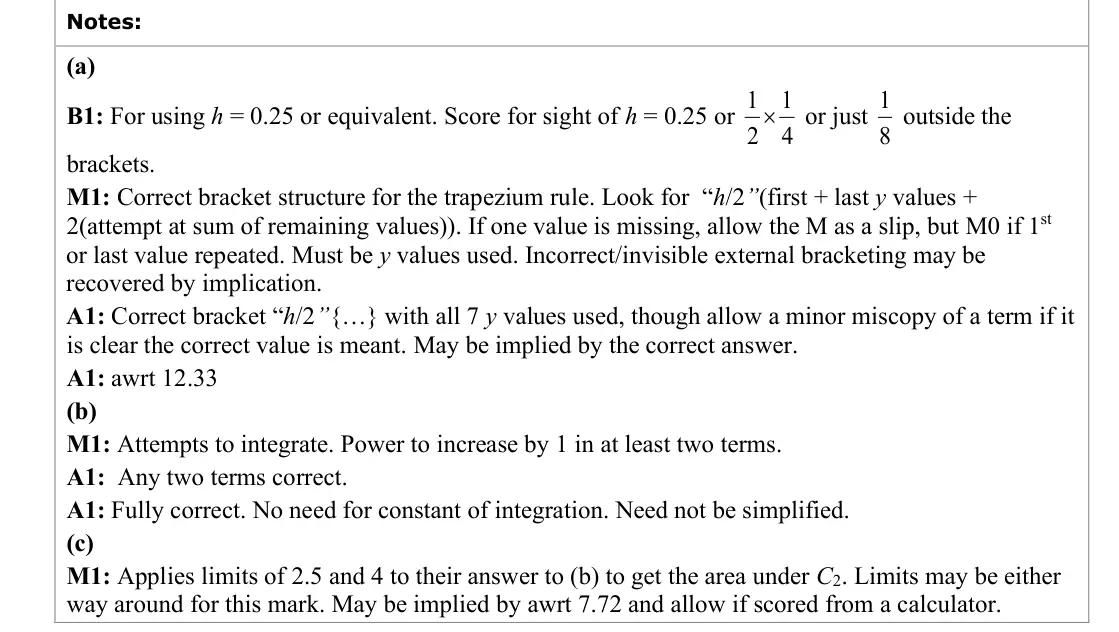 Notes:
(a)
B1: For using h = 0.25 or equivalent. Score for sight of h = 0.25 or 1/2 × 1/4 or just 1/8 outside the
brackets.
M1: Correct bracket structure for the trapezium rule. Look for “h/2”(first + last y values +
2(attempt at sum of remaining values)). If one value is missing, allow the M as a slip, but M0 if 1st
or last value repeated. Must be y values used. Incorrect/invisible external bracketing may be
recovered by implication.
A1: Correct bracket “h/2”{…} with all 7 y values used, though allow a minor miscopy of a term if it
is clear the correct value is meant. May be implied by the correct answer.
A1: awrt 12.33
(b)
M1: Attempts to integrate. Power to increase by 1 in at least two terms.
A1: Any two terms correct.
A1: Fully correct. No need for constant of integration. Need not be simplified.
(c)
M1: Applies limits of 2.5 and 4 to their answer to (b) to get the area under C2. Limits may be either
way around for this mark. May be implied by awrt 7.72 and allow if scored from a calculator.